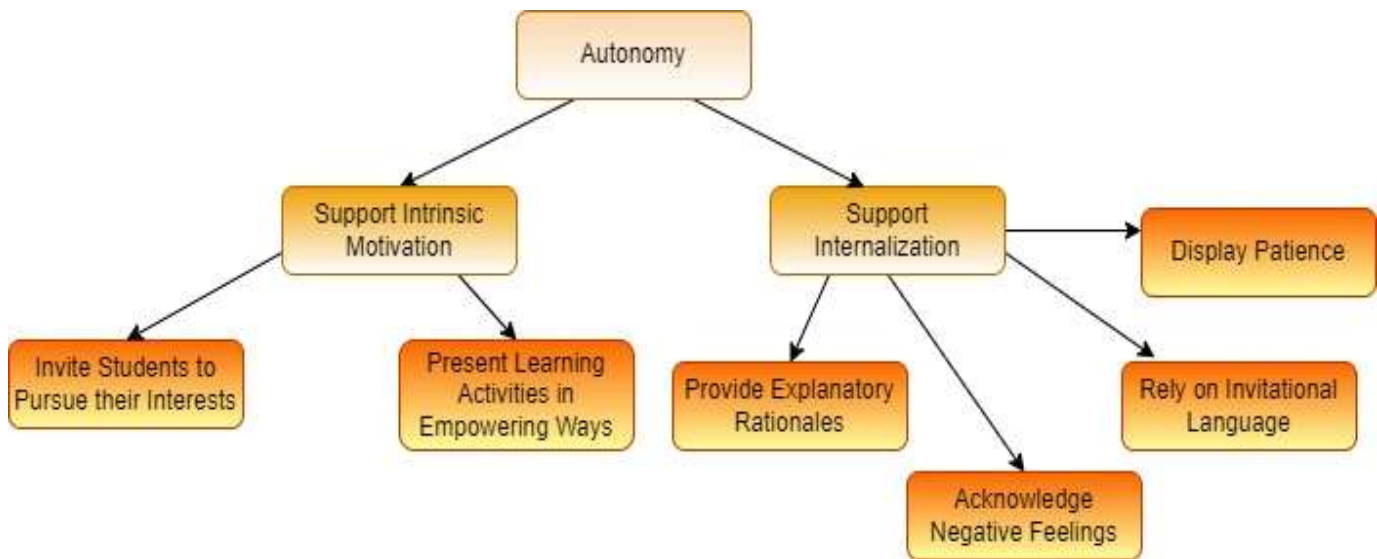 Autonomy
Support Intrinsic
Motivation
Support
Internalization
Display Patience
Invite Students to
Pursue their Interests
Present Learning
Activities in
Empowering Ways
Provide Explanatory
Rationales
Rely on Invitational
Language
Acknowledge
Negative Feelings